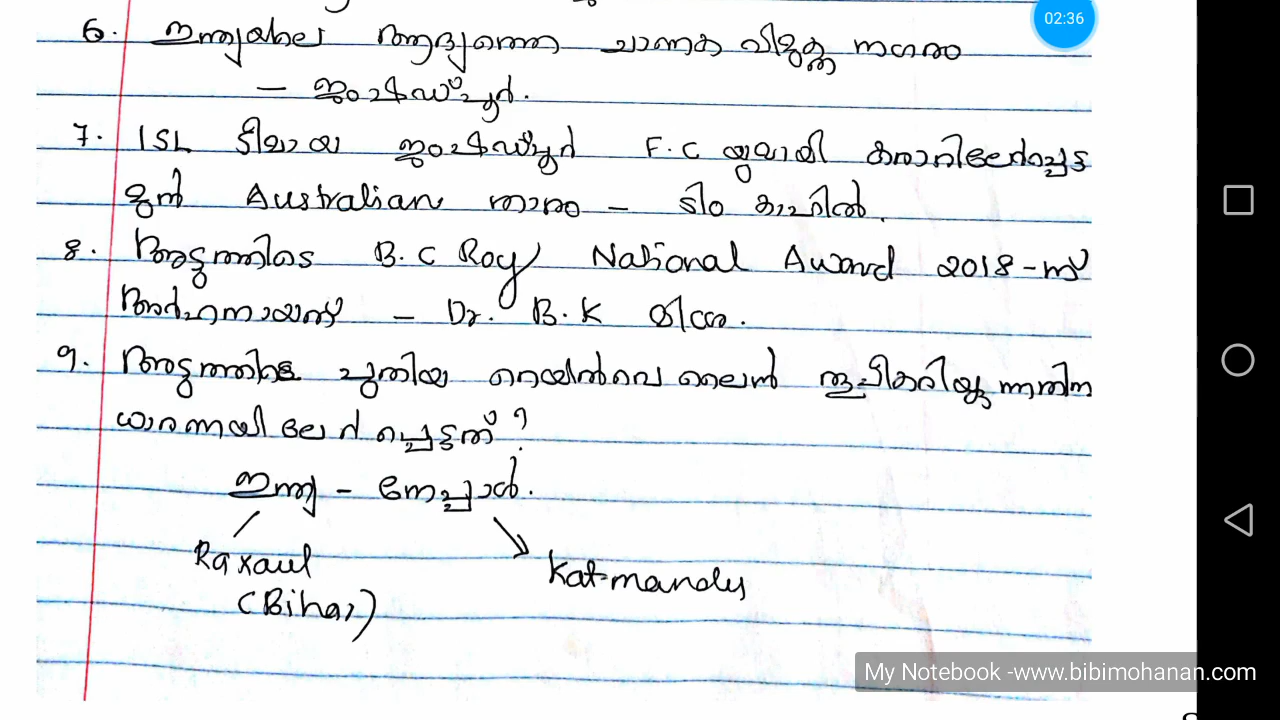 02:36
6. ഇന്ത്യയിലെ ആദ്യത്തെ ചാണക വിമുക്ത നഗരം
- ജംഷഡ്പൂർ.
7. ISL ടീമായ ജംഷഡ്പൂർ F.C യുമായി കരാറിലേർപ്പെട്ട
മുൻ Australian താരം - ടിം കാഹിൽ.
8. അടുത്തിടെ B.C Roy National Award 2018-ന്
അർഹനായത് - Dr. B.K മിശ്ര.
9. അടുത്തിടെ പുതിയ റെയിൽവെ ലൈൻ രൂപീകരിയ്ക്കുന്നതിന
ധാരണയിലേർപ്പെട്ടത് ?
ഇന്ത്യ - നേപ്പാൾ.
Raxaul Katmandu
(Bihar)
My Notebook -www.bibimohanan.com